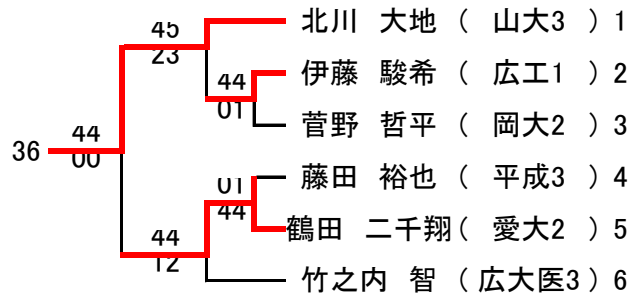 45
北川 大地 ( 山大3 ) 1
23
44
伊藤 駿希 ( 広工1 ) 2
01
菅野 哲平 ( 岡大2 ) 3
36
44
00
01
藤田 裕也 ( 平成3 ) 4
44
鶴田 二千翔( 愛大2 ) 5
44
12
竹之内 智 ( 広大医3 ) 6